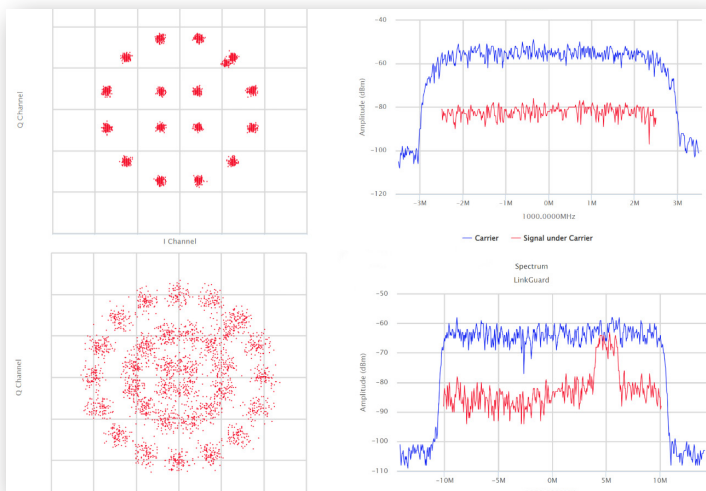 Q Channel
I Channel
Amplitude (dBm)
−40
−60
−80
−100
−120
−3M
−2M
−1M
0M
1M
2M
3M
1000.0000MHz
Carrier
Signal under Carrier
Q Channel
Spectrum
LinkGuard
Amplitude (dBm)
−50
−60
−70
−80
−90
−100
−110
−10M
−5M
0M
5M
10M